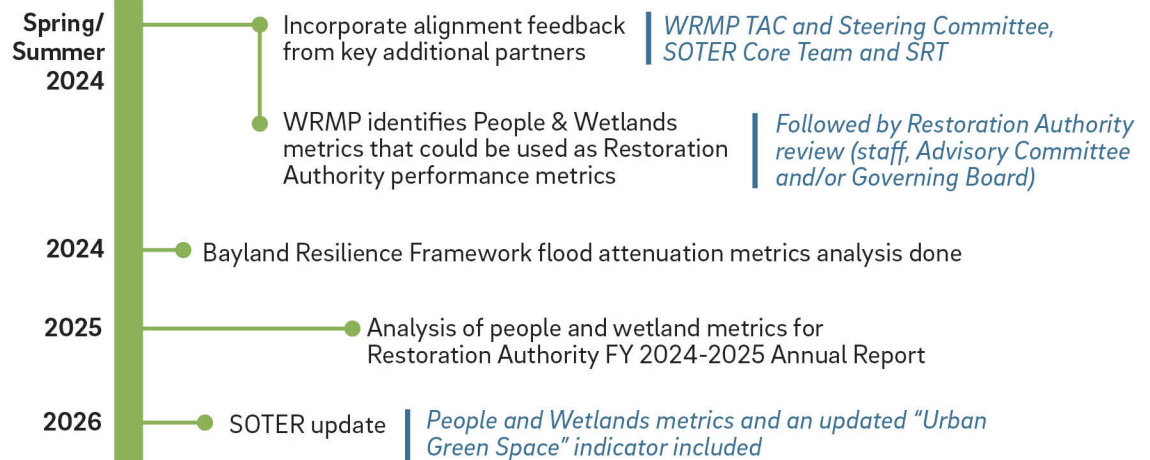 Spring/
Summer
2024
Incorporate alignment feedback
from key additional partners
WRMP TAC and Steering Committee,
SOTER Core Team and SRT
WRMP identifies People & Wetlands
metrics that could be used as Restoration
Authority performance metrics
Followed by Restoration Authority
review (staff, Advisory Committee
and/or Governing Board)
2024
Bayland Resilience Framework flood attenuation metrics analysis done
2025
Analysis of people and wetland metrics for
Restoration Authority FY 2024-2025 Annual Report
2026
SOTER update
People and Wetlands metrics and an updated “Urban
Green Space” indicator included